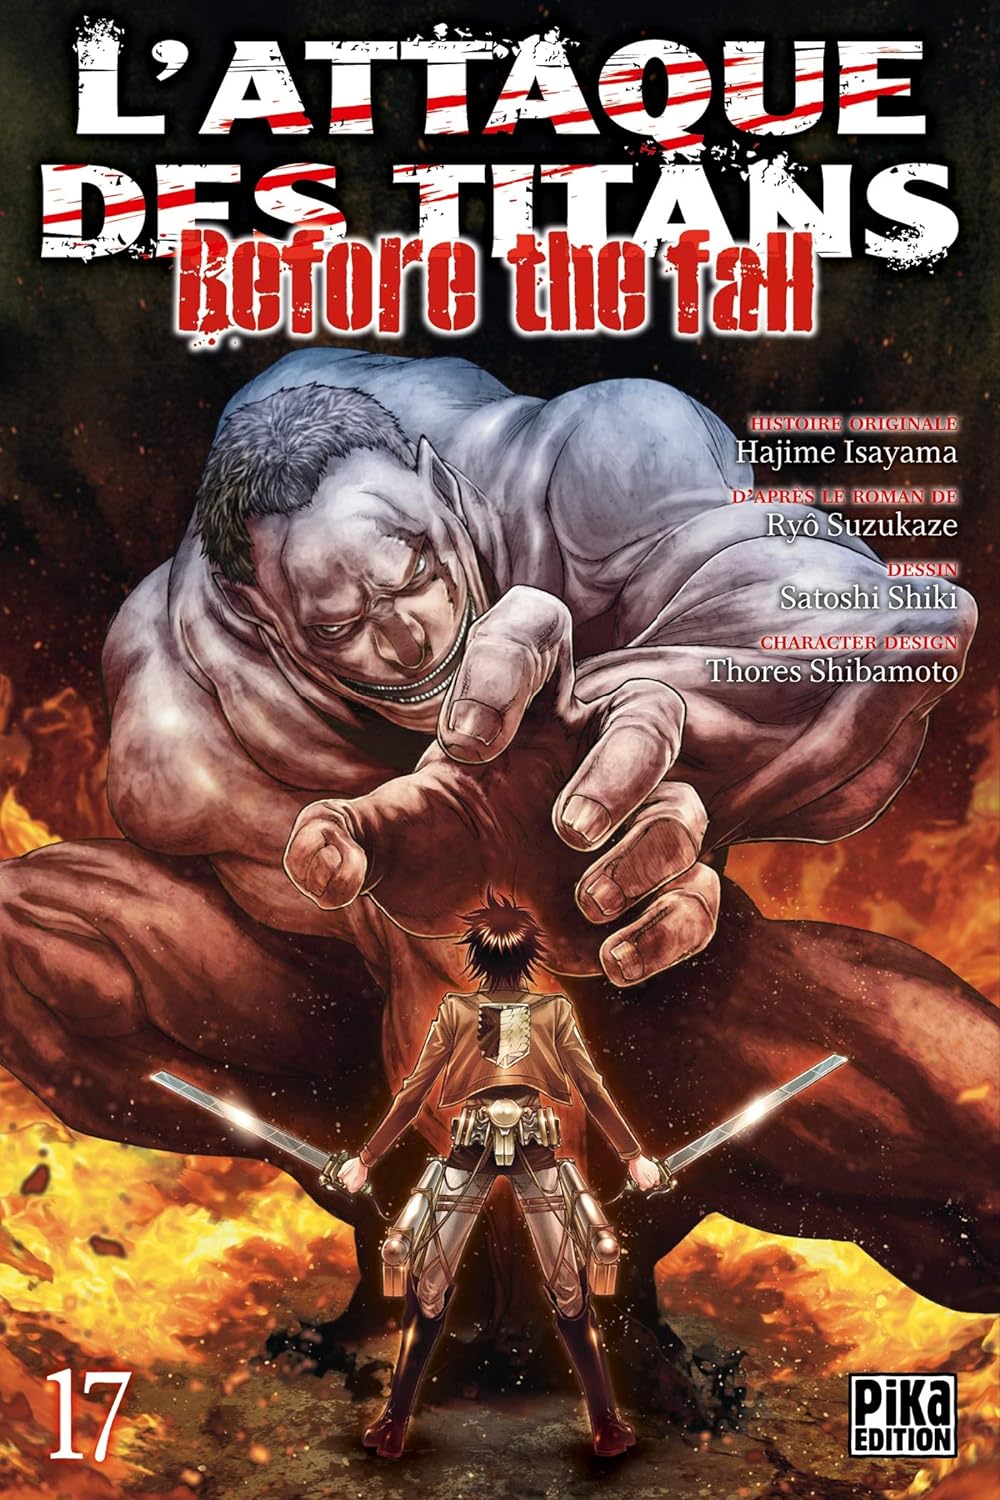 L'ATTAQUE
DES TITANS
Before the fall
HISTOIRE ORIGINALE
Hajime Isayama
D'APRÈS LE ROMAN DE
Ryô Suzukaze
DESSIN
Satoshi Shiki
CHARACTER DESIGN
Thores Shibamoto
17
PiKa
EDITION